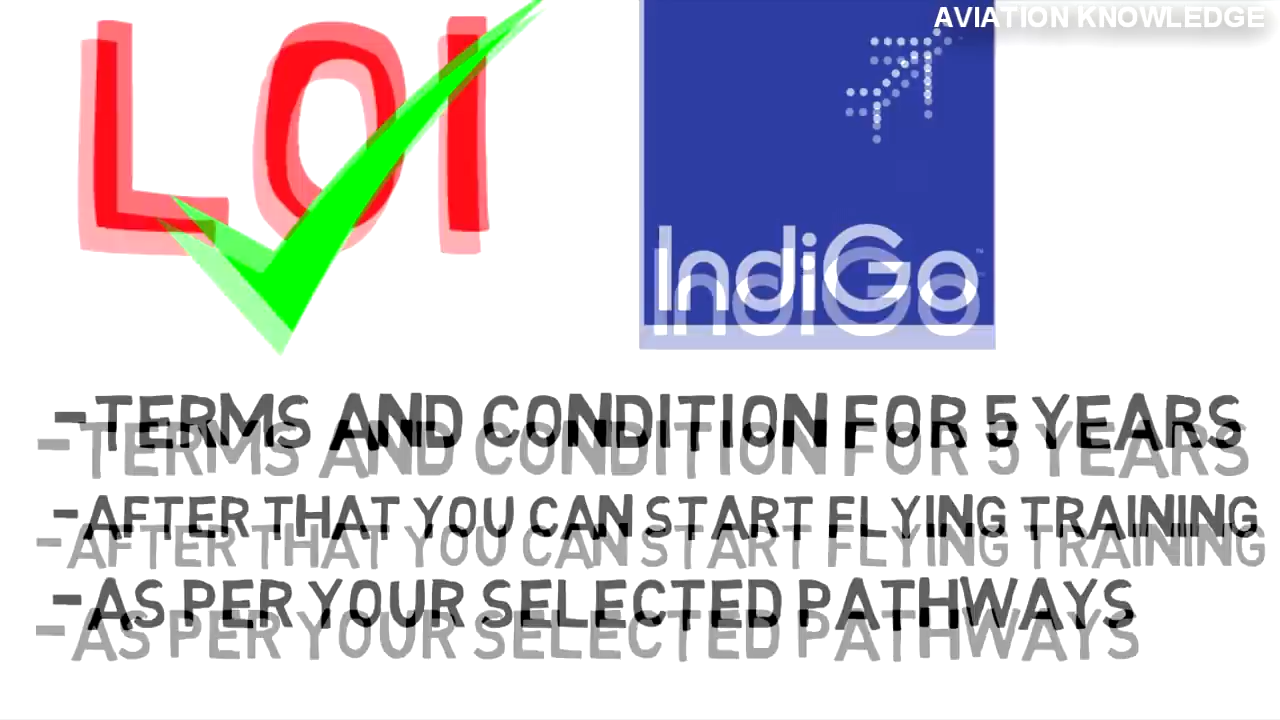 AVIATION KNOWLEDGE
LOI
IndiGo
-TERMS AND CONDITION FOR 5 YEARS
-AFTER THAT YOU CAN START FLYING TRAINING
-AS PER YOUR SELECTED PATHWAYS